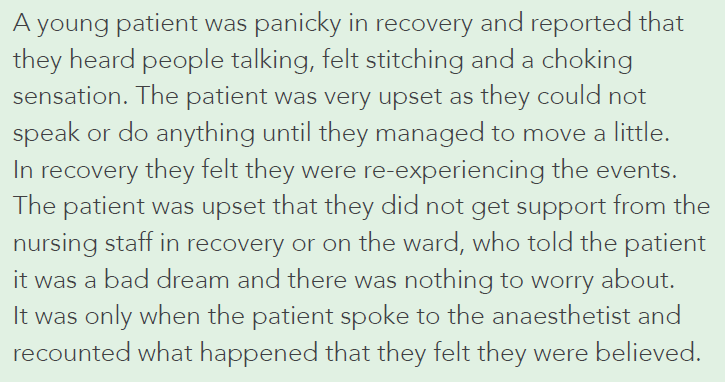 A young patient was panicky in recovery and reported that
they heard people talking, felt stitching and a choking
sensation. The patient was very upset as they could not
speak or do anything until they managed to move a little.
In recovery they felt they were re-experiencing the events.
The patient was upset that they did not get support from the
nursing staff in recovery or on the ward, who told the patient
it was a bad dream and there was nothing to worry about.
It was only when the patient spoke to the anaesthetist and
recounted what happened that they felt they were believed.